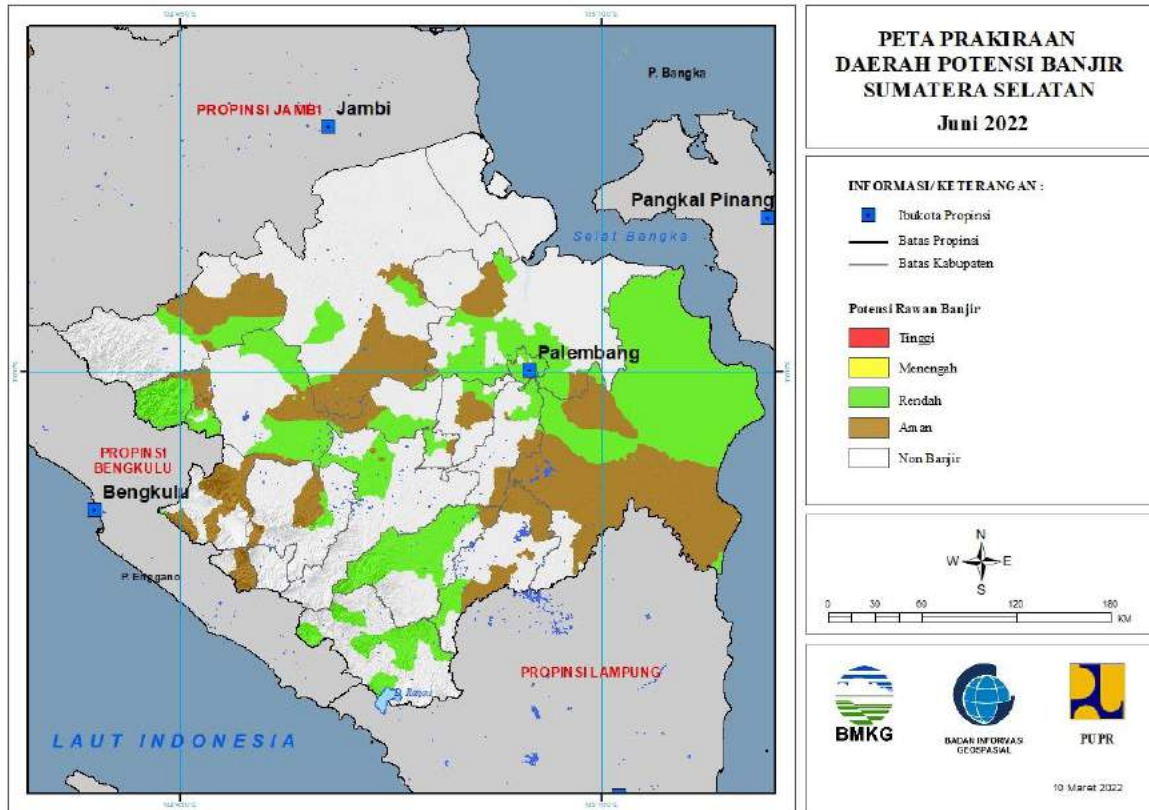 P. Bangka
PROPINSI JAMBI
Jambi
Pangkal Pinang
Selat Bangka
Palembang
PROPINSI
BENGKULU
Bengkulu
P. Enggano
PROPINSI LAMPUNG
D. Ranau
LAUT INDONESIA
PETA PRAKIRAAN
DAERAH POTENSI BANJIR
SUMATERA SELATAN
Juni 2022
INFORMASI/KETERANGAN :
Ibukota Propinsi
Batas Propinsi
Batas Kabupaten
Potensi Rawan Banjir
Tinggi
Menengah
Rendah
Aman
Non Banjir
N
W E
S
0 30 60 120 180
KM
BMKG
BADAN INFORMASI
GEOSPASIAL
PUPR
10 Maret 2022